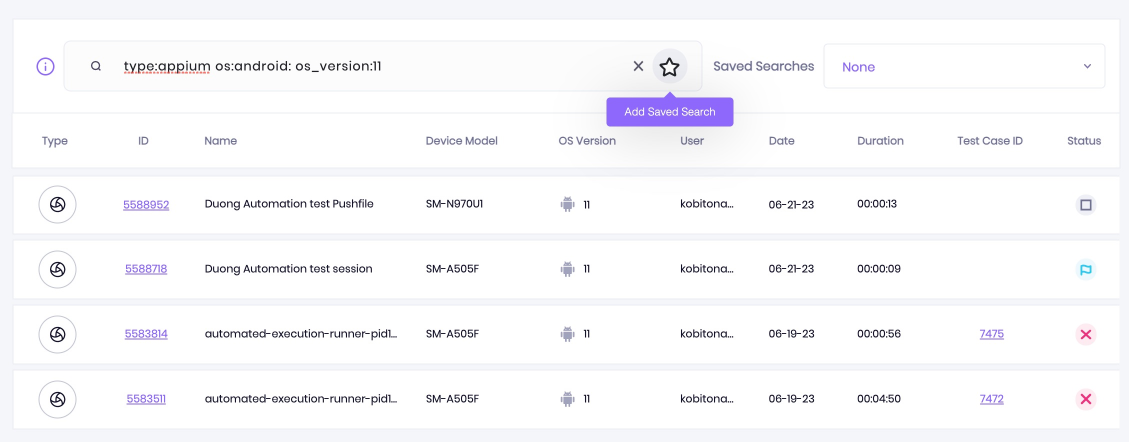 type:appium os:android: os_version:11 Saved Searches None
Add Saved Search
Type ID Name Device Model OS Version User Date Duration Test Case ID Status
5588952 Duong Automation test Pushfile SM-N970U1 11 kobitona... 06-21-23 00:00:13
5588718 Duong Automation test session SM-A505F 11 kobitona... 06-21-23 00:00:09
5583814 automated-execution-runner-pid1... SM-A505F 11 kobitona... 06-19-23 00:00:56 7475
5583511 automated-execution-runner-pid1... SM-A505F 11 kobitona... 06-19-23 00:04:50 7472